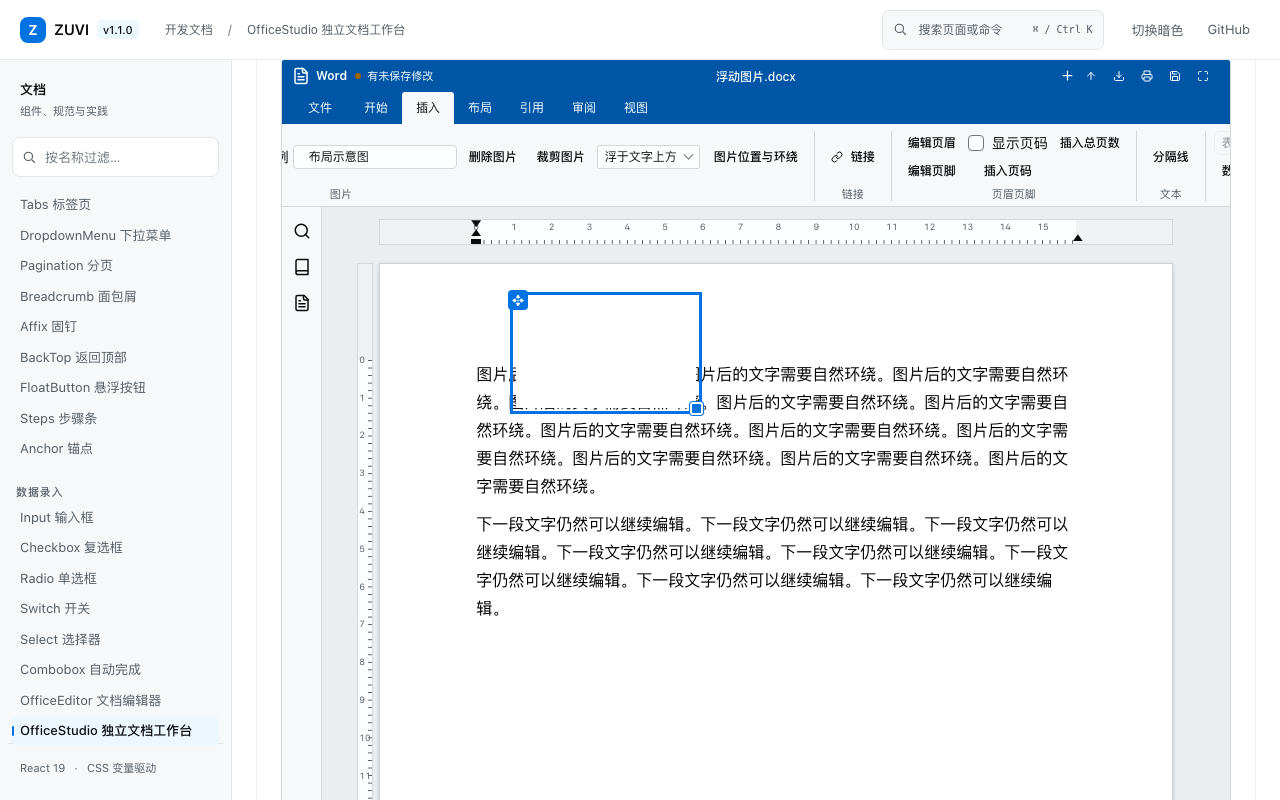 Z ZUVI v1.1.0 开发文档 / OfficeStudio 独立文档工作台 搜索页面或命令 ⌘ / Ctrl K 切换暗色 GitHub
文档
组件、规范与实践
按名称过滤...
Tabs 标签页
DropdownMenu 下拉菜单
Pagination 分页
Breadcrumb 面包屑
Affix 固钉
BackTop 返回顶部
FloatButton 悬浮按钮
Steps 步骤条
Anchor 锚点
数据录入
Input 输入框
Checkbox 复选框
Radio 单选框
Switch 开关
Select 选择器
Combobox 自动完成
OfficeEditor 文档编辑器
OfficeStudio 独立文档工作台
React 19 · CSS 变量驱动
Word 有未保存修改 浮动图片.docx
文件 开始 插入 布局 引用 审阅 视图
布局示意图 删除图片 裁剪图片 浮于文字上方 图片位置与环绕 链接 编辑页眉 显示页码 插入总页数 分隔线
编辑页脚 插入页码
图片 链接 页眉页脚 文本
1 2 3 4 5 6 7 8 9 10 11 12 13 14 15
0
1
2
3
4
5
6
7
8
9
10
11
图片 片后的文字需要自然环绕。图片后的文字需要自然环
绕。 。图片后的文字需要自然环绕。图片后的文字需要自
然环绕。图片后的文字需要自然环绕。图片后的文字需要自然环绕。图片后的文字需
要自然环绕。图片后的文字需要自然环绕。图片后的文字需要自然环绕。图片后的文
字需要自然环绕。
下一段文字仍然可以继续编辑。下一段文字仍然可以继续编辑。下一段文字仍然可以
继续编辑。下一段文字仍然可以继续编辑。下一段文字仍然可以继续编辑。下一段文
字仍然可以继续编辑。下一段文字仍然可以继续编辑。下一段文字仍然可以继续编
辑。